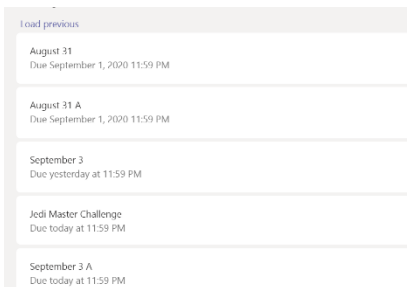 Load previous
August 31
Due September 1, 2020 11:59 PM
August 31 A
Due September 1, 2020 11:59 PM
September 3
Due yesterday at 11:59 PM
Jedi Master Challenge
Due today at 11:59 PM
September 3 A
Due today at 11:59 PM